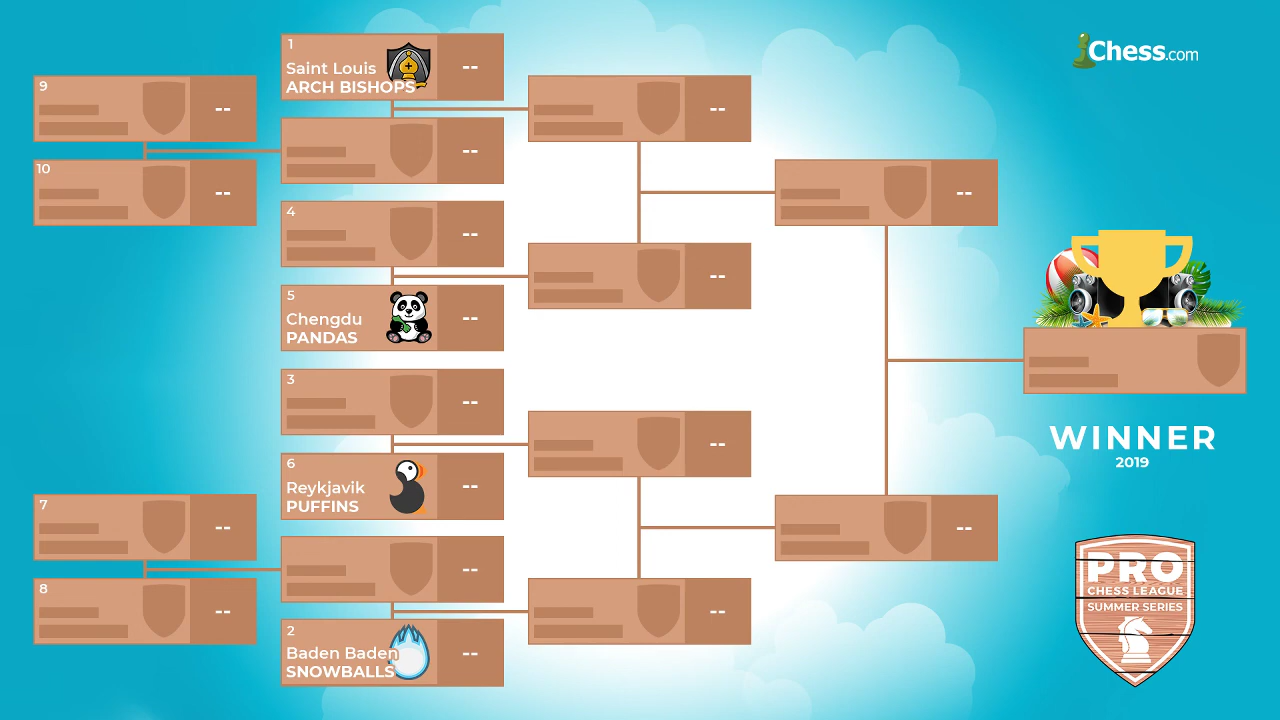 9
--
10
--
7
--
8
--
1
Saint Louis
ARCH BISHOPS
--
--
4
--
5
Chengdu
PANDAS
--
3
--
6
Reykjavik
PUFFINS
--
--
2
Baden Baden
SNOWBALLS
--
--
--
--
--
--
--
Chess.com
WINNER
2019
PRO
CHESS LEAGUE
SUMMER SERIES